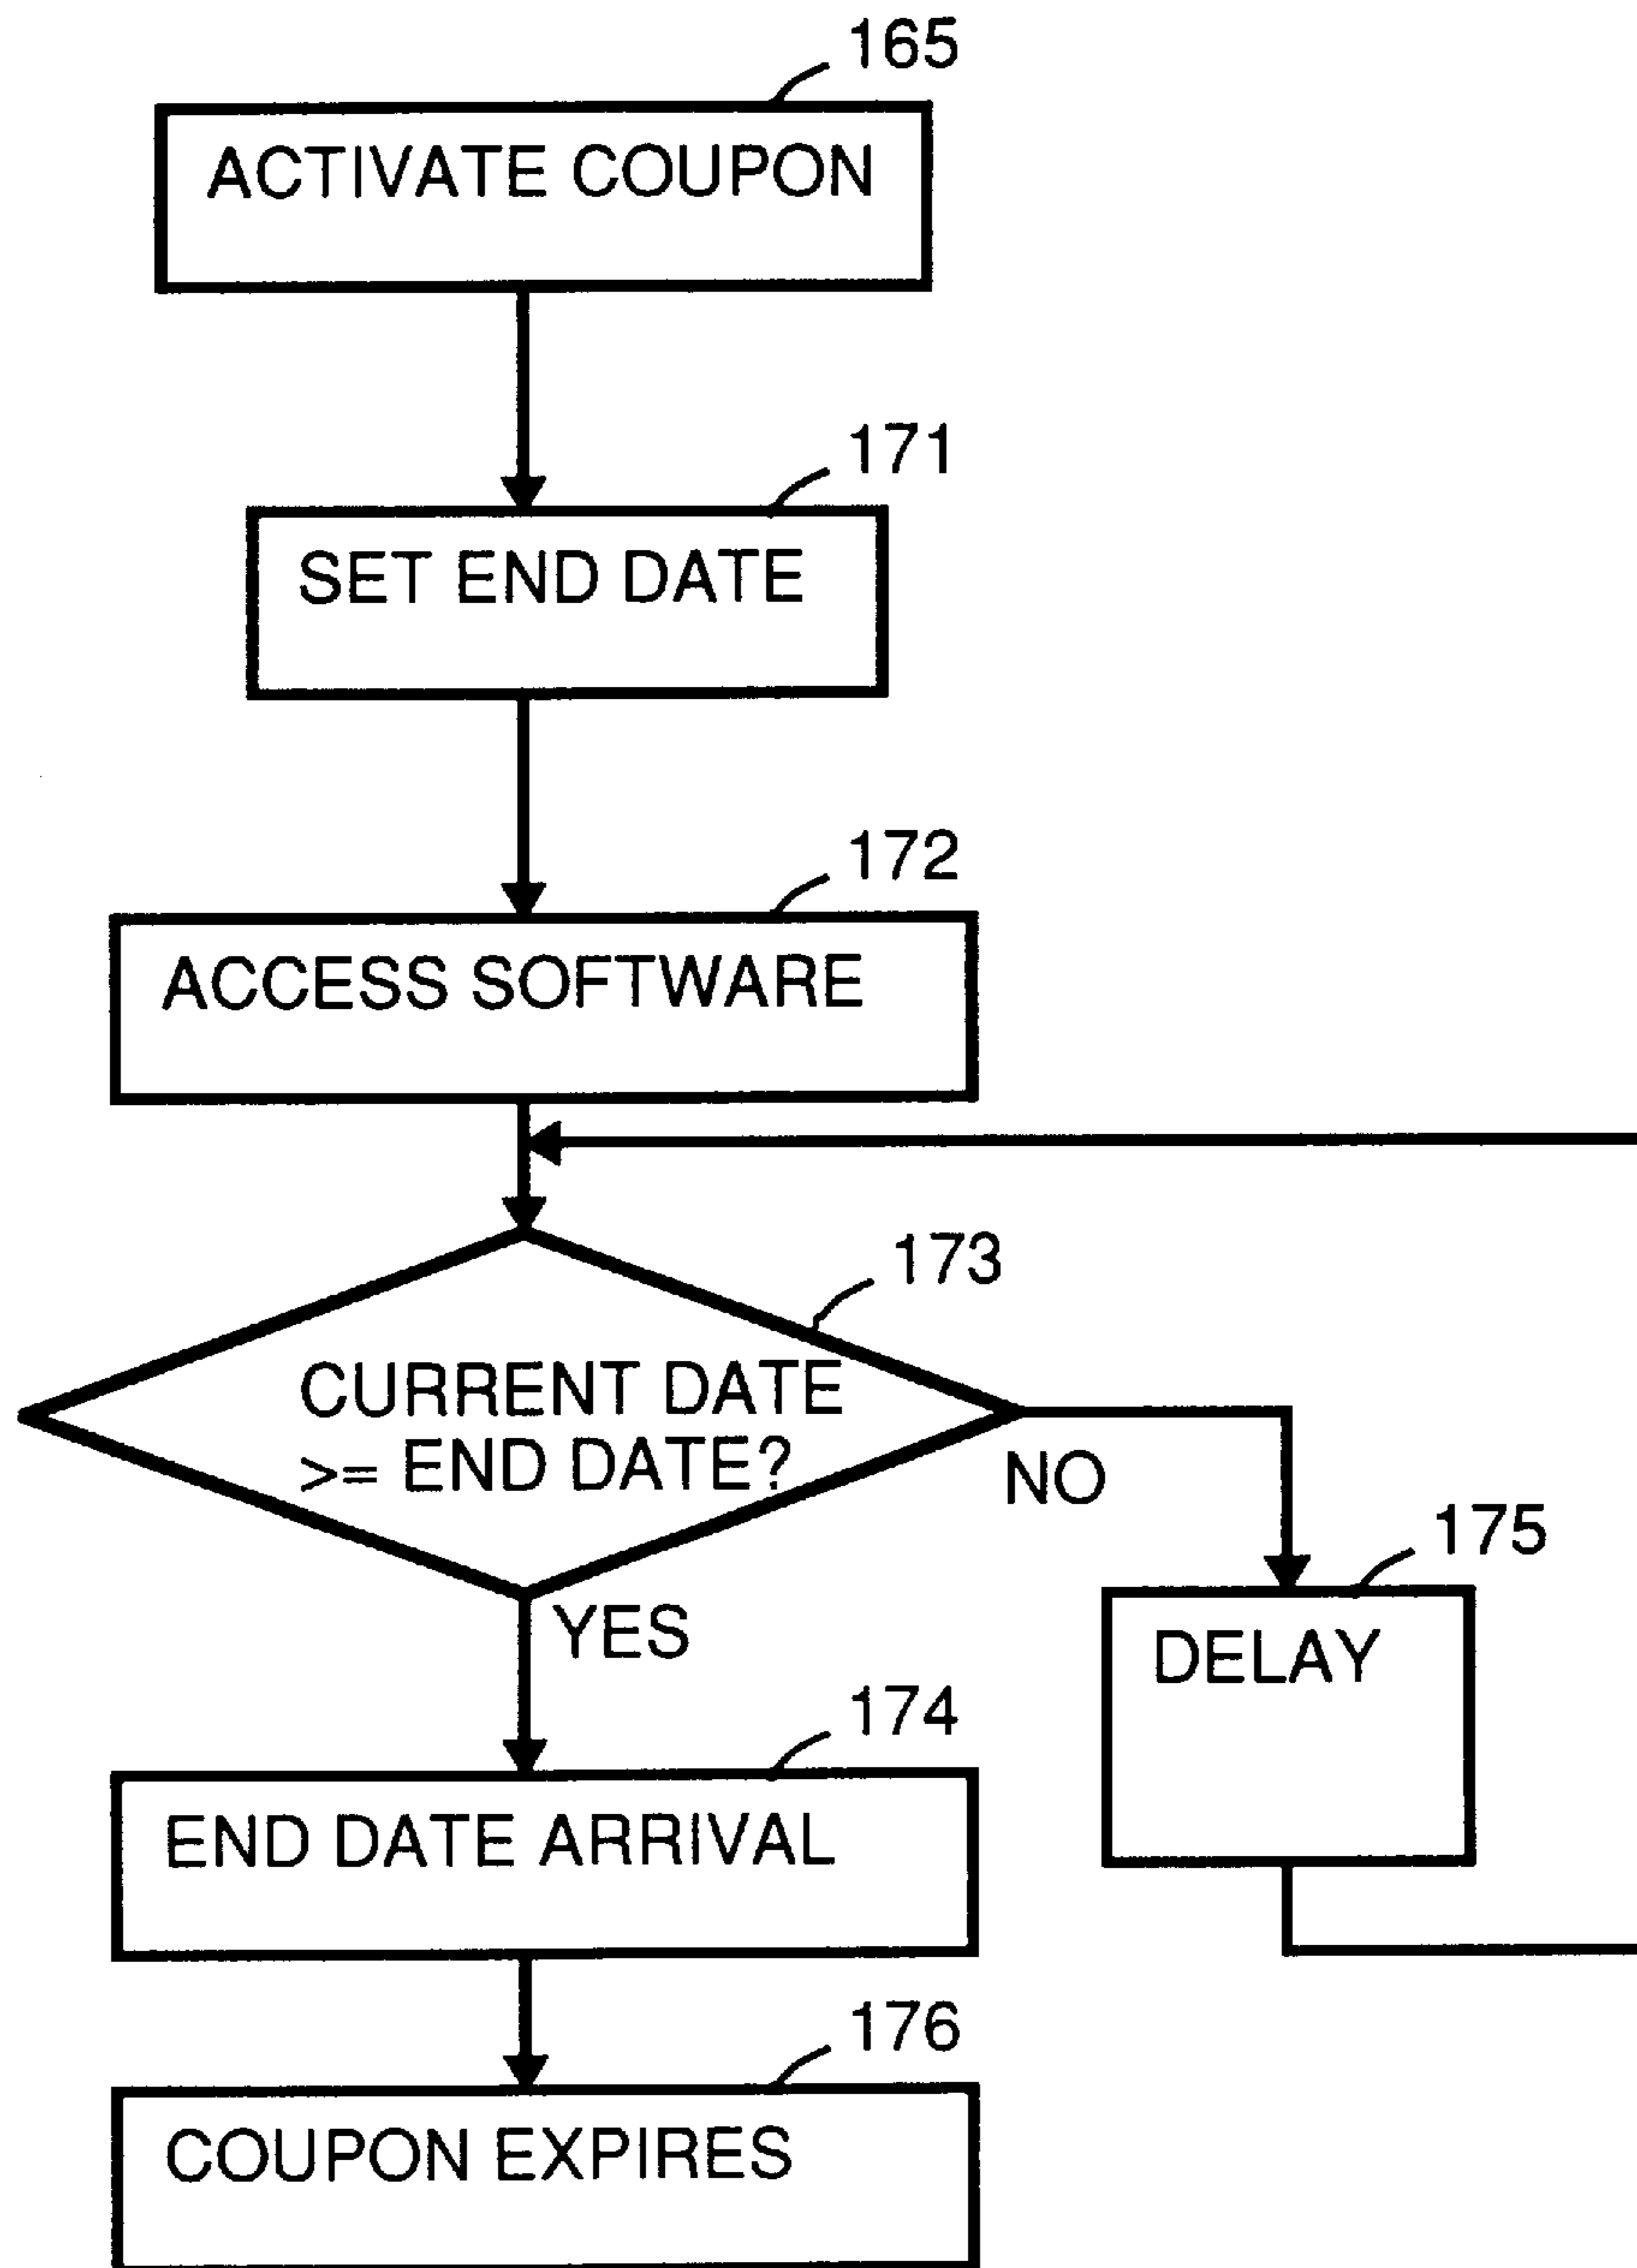 165
ACTIVATE COUPON
171
SET END DATE
172
ACCESS SOFTWARE
173
CURRENT DATE
>= END DATE?
NO
YES
175
DELAY
174
END DATE ARRIVAL
176
COUPON EXPIRES